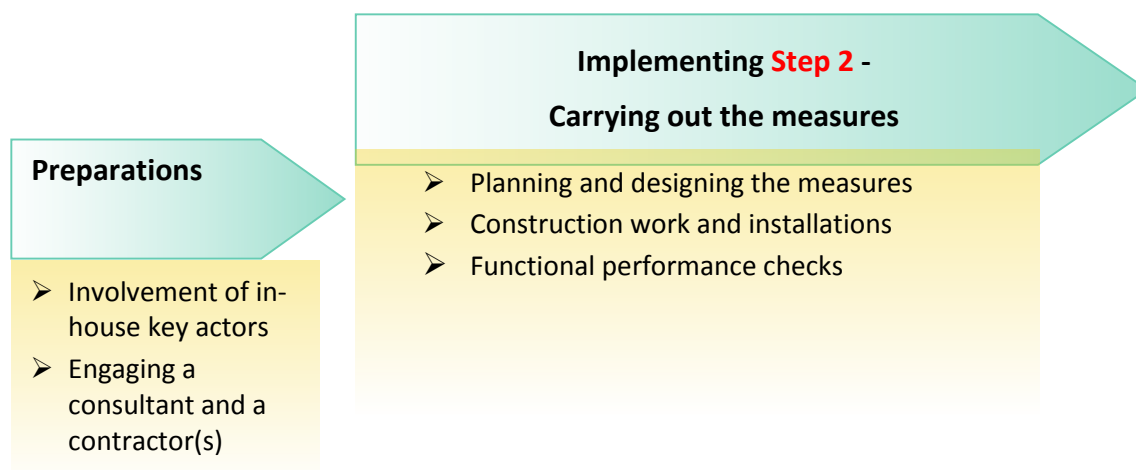 Implementing Step 2 -
Carrying out the measures
Preparations
➢ Planning and designing the measures
➢ Construction work and installations
➢ Functional performance checks
➢ Involvement of in-
house key actors
➢ Engaging a
consultant and a
contractor(s)